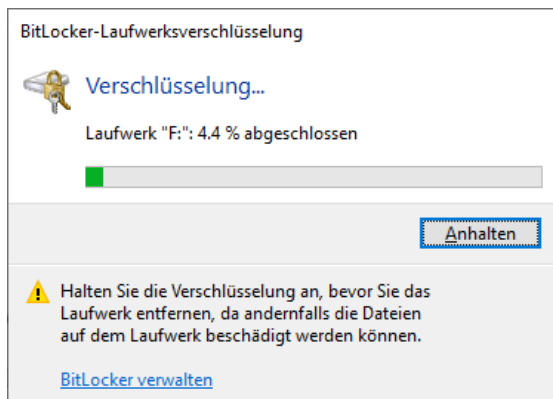 BitLocker-Laufwerksverschlüsselung
Verschlüsselung...
Laufwerk "F:": 4.4 % abgeschlossen
Anhalten
Halten Sie die Verschlüsselung an, bevor Sie das
Laufwerk entfernen, da andernfalls die Dateien
auf dem Laufwerk beschädigt werden können.
BitLocker verwalten